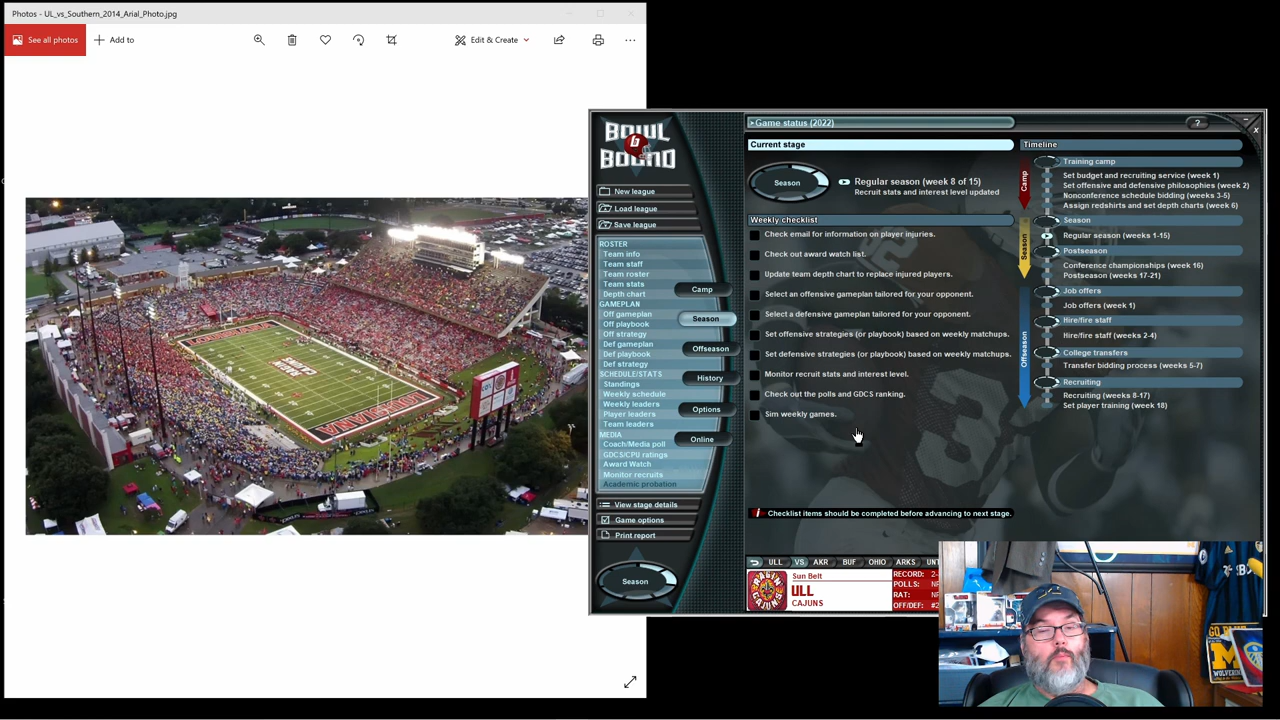 Photos - UL_vs_Southern_2014_Arial_Photo.jpg
See all photos
Add to
Edit & Create
BOWL
BOUND
New league
Load league
Save league
ROSTER
Team info
Team staff
Team roster
Team stats
Depth chart
GAMEPLAN
Off gameplan
Off playbook
Off strategy
Def gameplan
Def playbook
Def strategy
SCHEDULE/STATS
Standings
Weekly schedule
Weekly leaders
Player leaders
Team leaders
MEDIA
Coach/Media poll
GDCS/CPU ratings
Award Watch
Monitor recruits
Academic probation
Camp
Season
Offseason
History
Options
Online
View stage details
Game options
Print report
Season
Game status (2022)
?
x
Current stage
Season
Regular season (week 8 of 15)
Recruit stats and interest level updated
Weekly checklist
Check email for information on player injuries.
Check out award watch list.
Update team depth chart to replace injured players.
Select an offensive gameplan tailored for your opponent.
Select a defensive gameplan tailored for your opponent.
Set offensive strategies (or playbook) based on weekly matchups.
Set defensive strategies (or playbook) based on weekly matchups.
Monitor recruit stats and interest level.
Check out the polls and GDCS ranking.
Sim weekly games.
i Checklist items should be completed before advancing to next stage.
Timeline
Camp
Training camp
Set budget and recruiting service (week 1)
Set offensive and defensive philosophies (week 2)
Nonconference schedule bidding (weeks 3-5)
Assign redshirts and set depth charts (week 6)
Season
Season
Regular season (weeks 1-15)
Postseason
Conference championships (week 16)
Postseason (weeks 17-21)
Offseason
Job offers
Job offers (week 1)
Hire/fire staff
Hire/fire staff (weeks 2-4)
College transfers
Transfer bidding process (weeks 5-7)
Recruiting
Recruiting (weeks 8-17)
Set player training (week 18)
ULL VS AKR BUF OHIO ARKS UNT
RAGIN
CAJUNS
Sun Belt
ULL
CAJUNS
RECORD: 2-
POLLS:
RAT:
OFF/DEF: #2
GO BLUE
M
WOLVERINES